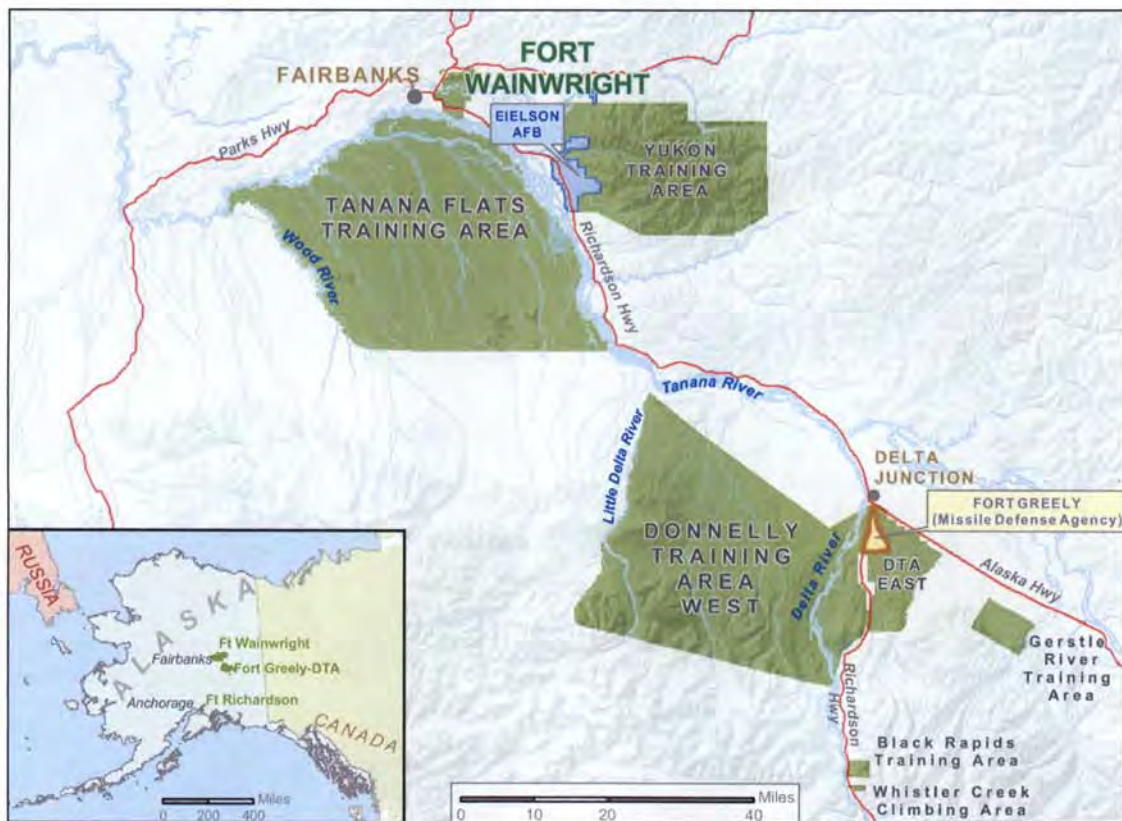 FORT
WAINWRIGHT
FAIRBANKS
EIELSON
AFB
Parks Hwy
YUKON
TRAINING
AREA
TANANA FLATS
TRAINING AREA
Wood River
Richardson Hwy
Tanana River
Little Delta River
DELTA
JUNCTION
FORT GREELY
(Missile Defense Agency)
DONNELLY
TRAINING
AREA
WEST
Delta River
DTA
EAST
Alaska Hwy
Gerstle
River
Training
Area
Richardson
Hwy
Black Rapids
Training Area
Whistler Creek
Climbing Area
RUSSIA
ALASKA
Ft Wainwright
Fairbanks
Fort Greely-DTA
Anchorage
Ft Richardson
CANADA
Miles
0 200 400
Miles
0 10 20 40